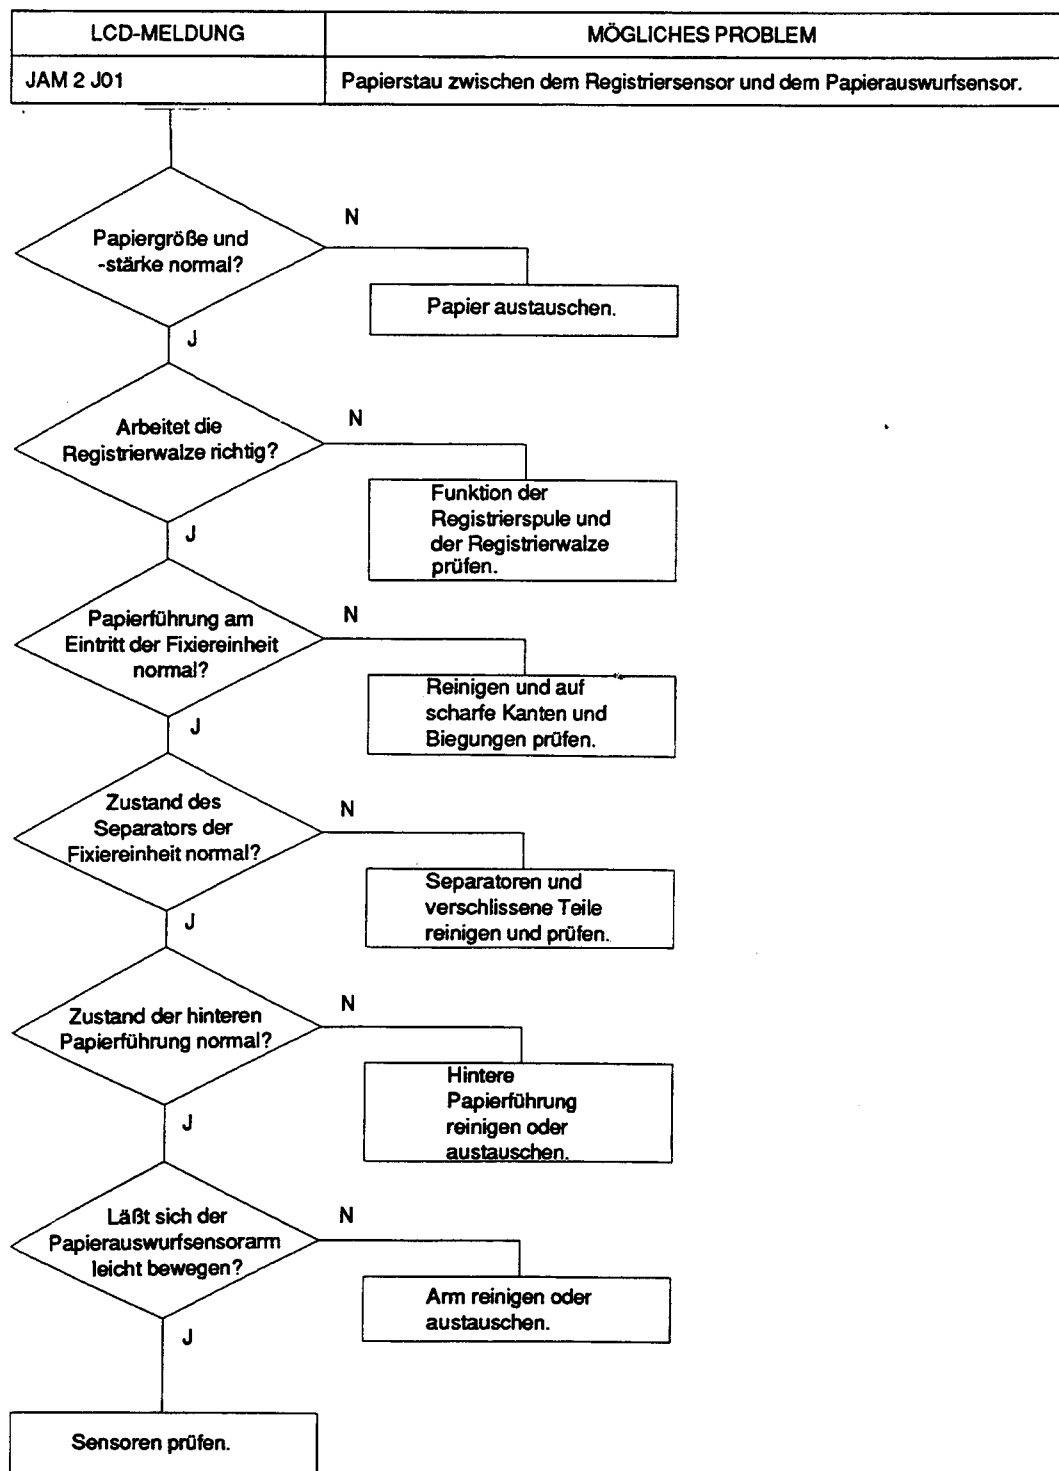 LCD-MELDUNG
MÖGLICHES PROBLEM
JAM 2 J01
Papierstau zwischen dem Registriersensor und dem Papierauswurfsensor.
Papiergröße und
-stärke normal?
N
Papier austauschen.
J
Arbeitet die
Registrierwalze richtig?
N
Funktion der
Registrierspule und
der Registrierwalze
prüfen.
J
Papierführung am
Eintritt der Fixiereinheit
normal?
N
Reinigen und auf
scharfe Kanten und
Biegungen prüfen.
J
Zustand des
Separators der
Fixiereinheit normal?
N
Separatoren und
verschlissene Teile
reinigen und prüfen.
J
Zustand der hinteren
Papierführung normal?
N
Hintere
Papierführung
reinigen oder
austauschen.
J
Läßt sich der
Papierauswurfsensorarm
leicht bewegen?
N
Arm reinigen oder
austauschen.
J
Sensoren prüfen.